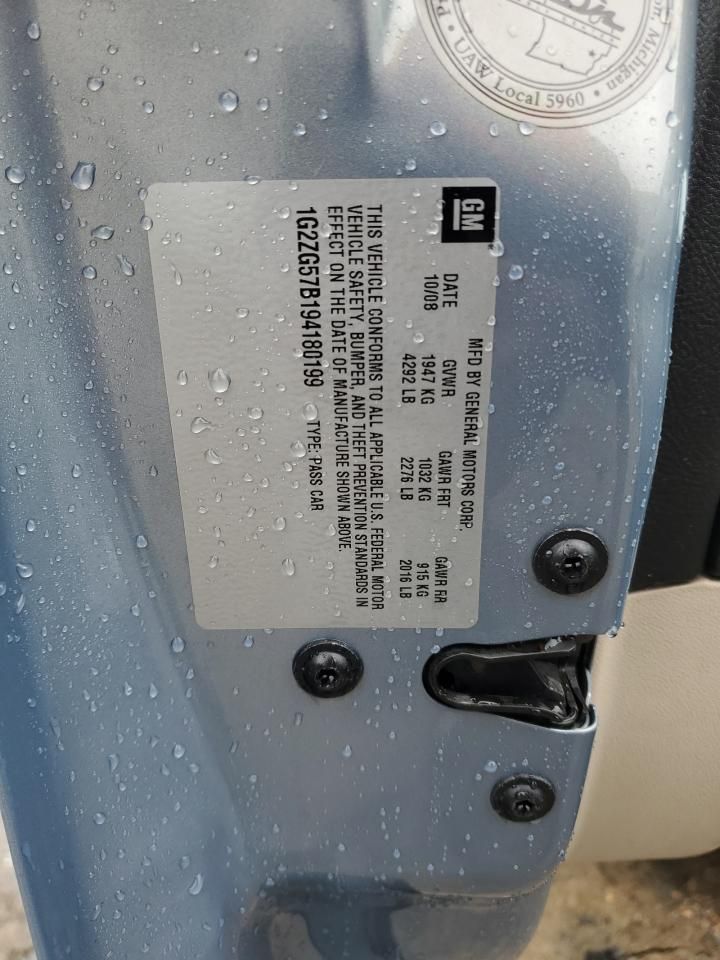 GM
MFD BY GENERAL MOTORS CORP.
DATE GVWR GAWR FRT GAWR RR
10/08 1947 KG 1032 KG 915 KG
4292 LB 2276 LB 2016 LB
THIS VEHICLE CONFORMS TO ALL APPLICABLE U.S. FEDERAL MOTOR
VEHICLE SAFETY, BUMPER, AND THEFT PREVENTION STANDARDS IN
EFFECT ON THE DATE OF MANUFACTURE SHOWN ABOVE.
1G2ZG57B194180199 TYPE: PASS CAR
Michigan
UAW Local 5960